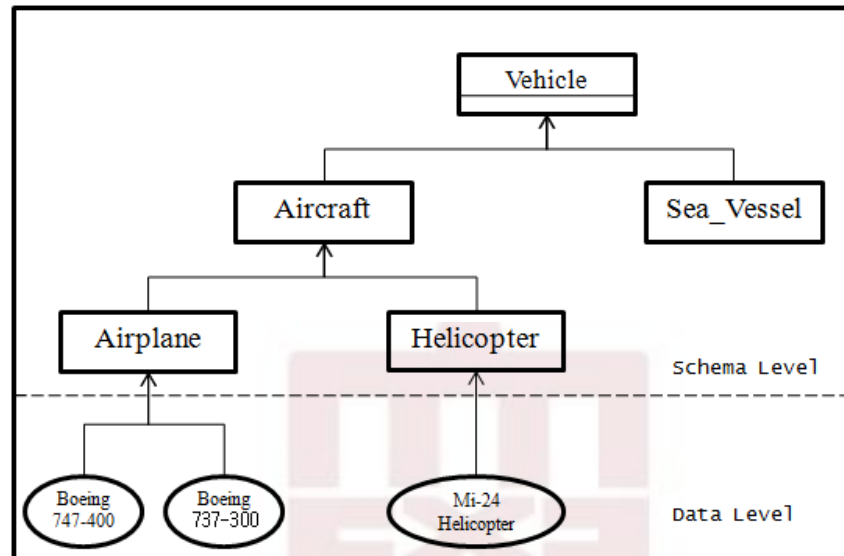 Vehicle
Aircraft
Sea_Vessel
Airplane
Helicopter
Schema Level
Boeing
747-400
Boeing
737-300
Mi-24
Helicopter
Data Level